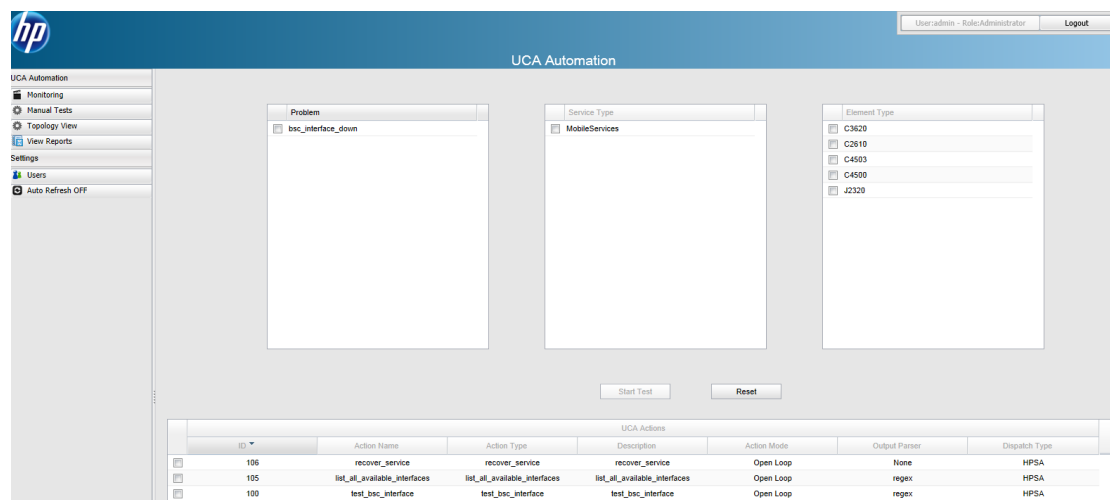 hp
User:admin - Role:Administrator Logout
UCA Automation
UCA Automation
Monitoring
Manual Tests
Topology View
View Reports
Settings
Users
Auto Refresh OFF
Problem
bsc_interface_down
Service Type
MobileServices
Element Type
C3620
C2610
C4503
C4500
J2320
Start Test Reset
UCA Actions
ID Action Name Action Type Description Action Mode Output Parser Dispatch Type
106 recover_service recover_service recover_service Open Loop None HPSA
105 list_all_available_interfaces list_all_available_interfaces list_all_available_interfaces Open Loop regex HPSA
100 test_bsc_interface test_bsc_interface test_bsc_interface Open Loop regex HPSA